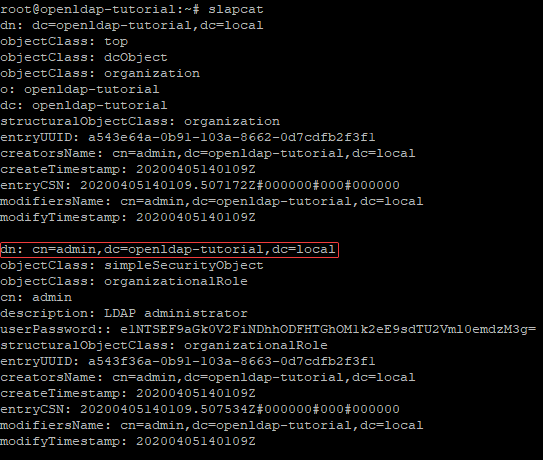 root@openldap-tutorial:~# slapcat
dn: dc=openldap-tutorial,dc=local
objectClass: top
objectClass: dcObject
objectClass: organization
o: openldap-tutorial
dc: openldap-tutorial
structuralObjectClass: organization
entryUUID: a543e64a-0b91-103a-8662-0d7cdfb2f3f1
creatorsName: cn=admin,dc=openldap-tutorial,dc=local
createTimestamp: 20200405140109Z
entryCSN: 20200405140109.507172Z#000000#000#000000
modifiersName: cn=admin,dc=openldap-tutorial,dc=local
modifyTimestamp: 20200405140109Z
dn: cn=admin,dc=openldap-tutorial,dc=local
objectClass: simpleSecurityObject
objectClass: organizationalRole
cn: admin
description: LDAP administrator
userPassword:: e1NTSEF9aGk0V2FiNDhhODFHTGhOM1k2eE9sdTU2Vm10emdzM3g=
structuralObjectClass: organizationalRole
entryUUID: a543f36a-0b91-103a-8663-0d7cdfb2f3f1
creatorsName: cn=admin,dc=openldap-tutorial,dc=local
createTimestamp: 20200405140109Z
entryCSN: 20200405140109.507534Z#000000#000#000000
modifiersName: cn=admin,dc=openldap-tutorial,dc=local
modifyTimestamp: 20200405140109Z